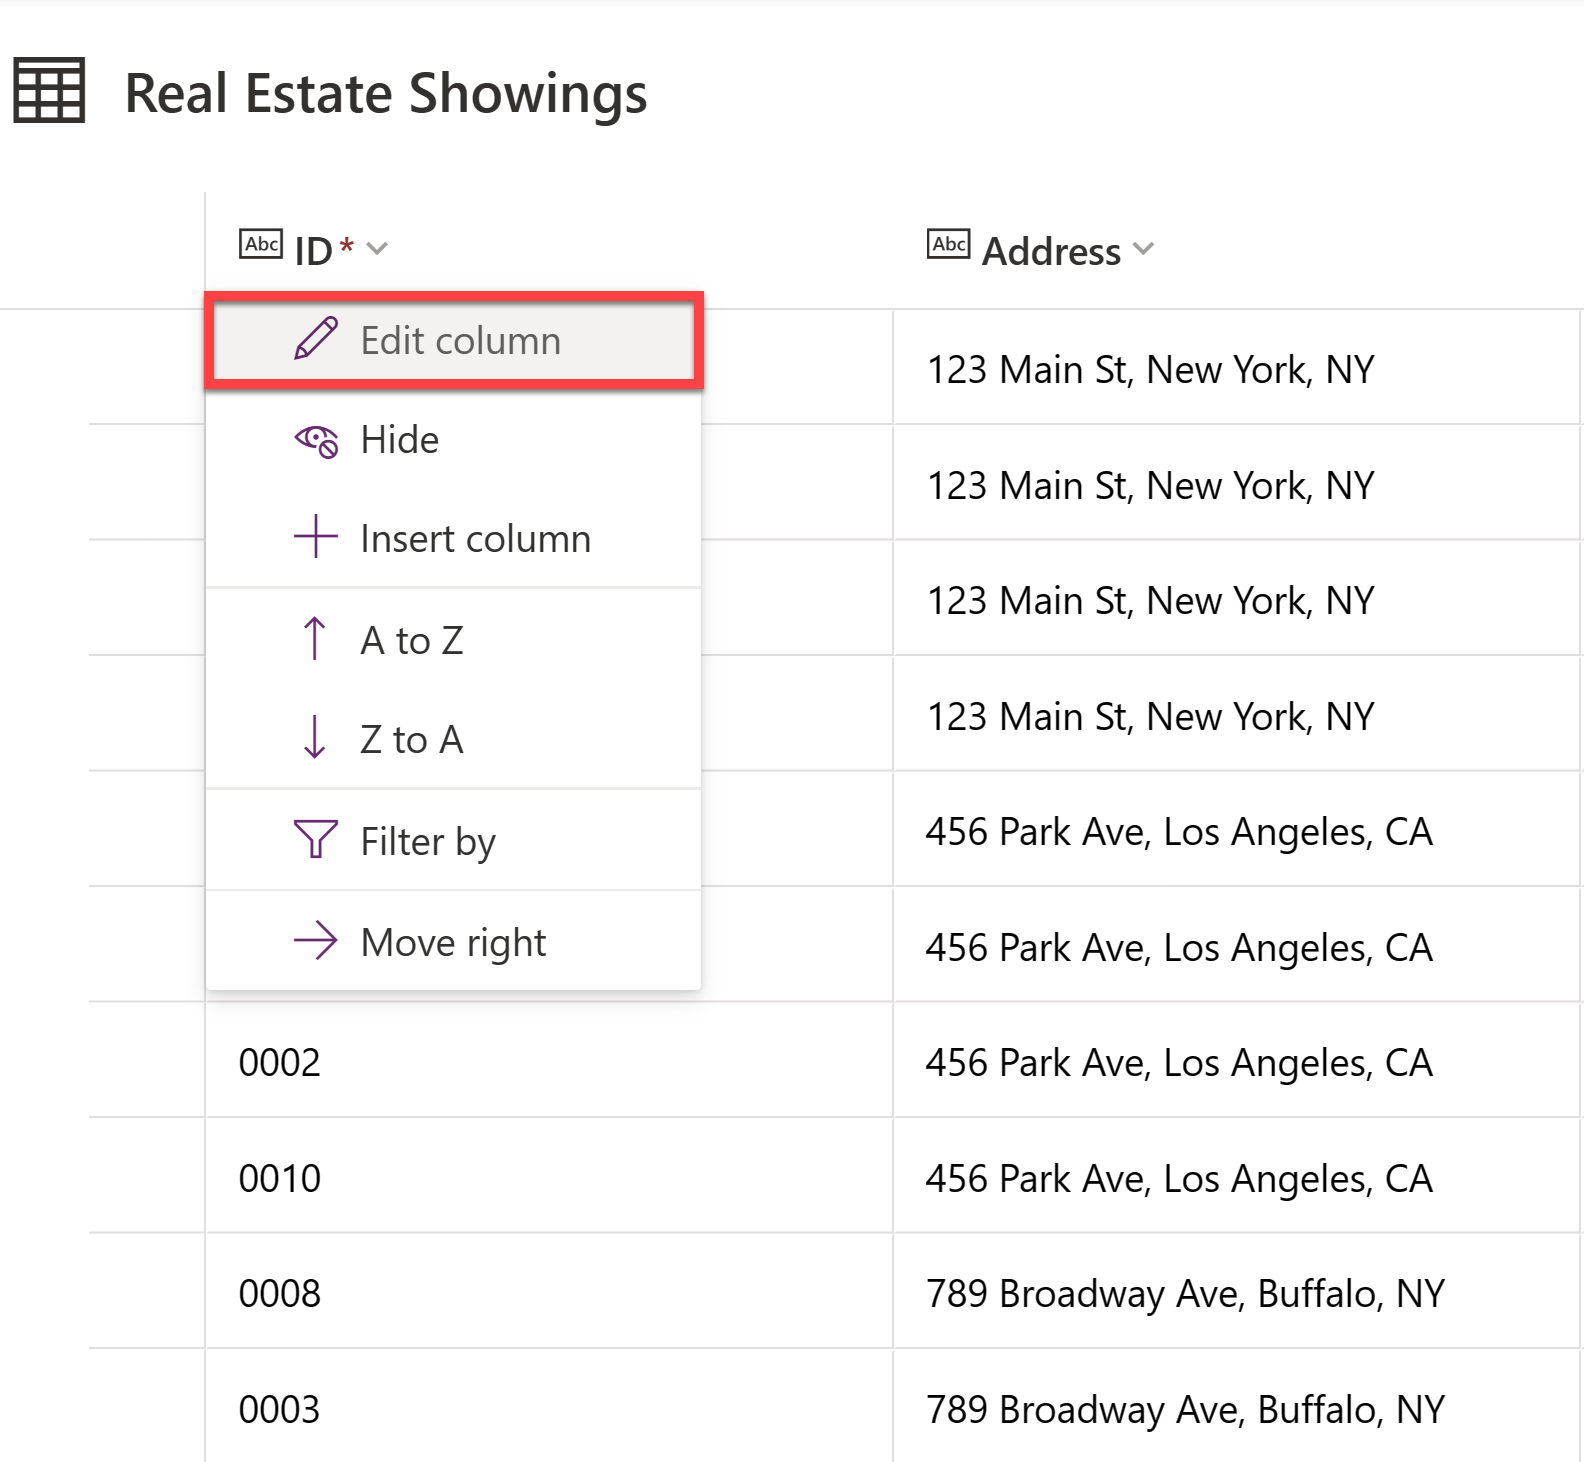 Real Estate Showings
Abc ID *
Abc Address
Edit column
123 Main St, New York, NY
Hide
123 Main St, New York, NY
Insert column
123 Main St, New York, NY
A to Z
123 Main St, New York, NY
Z to A
456 Park Ave, Los Angeles, CA
Filter by
456 Park Ave, Los Angeles, CA
Move right
0002 456 Park Ave, Los Angeles, CA
0010 456 Park Ave, Los Angeles, CA
0008 789 Broadway Ave, Buffalo, NY
0003 789 Broadway Ave, Buffalo, NY